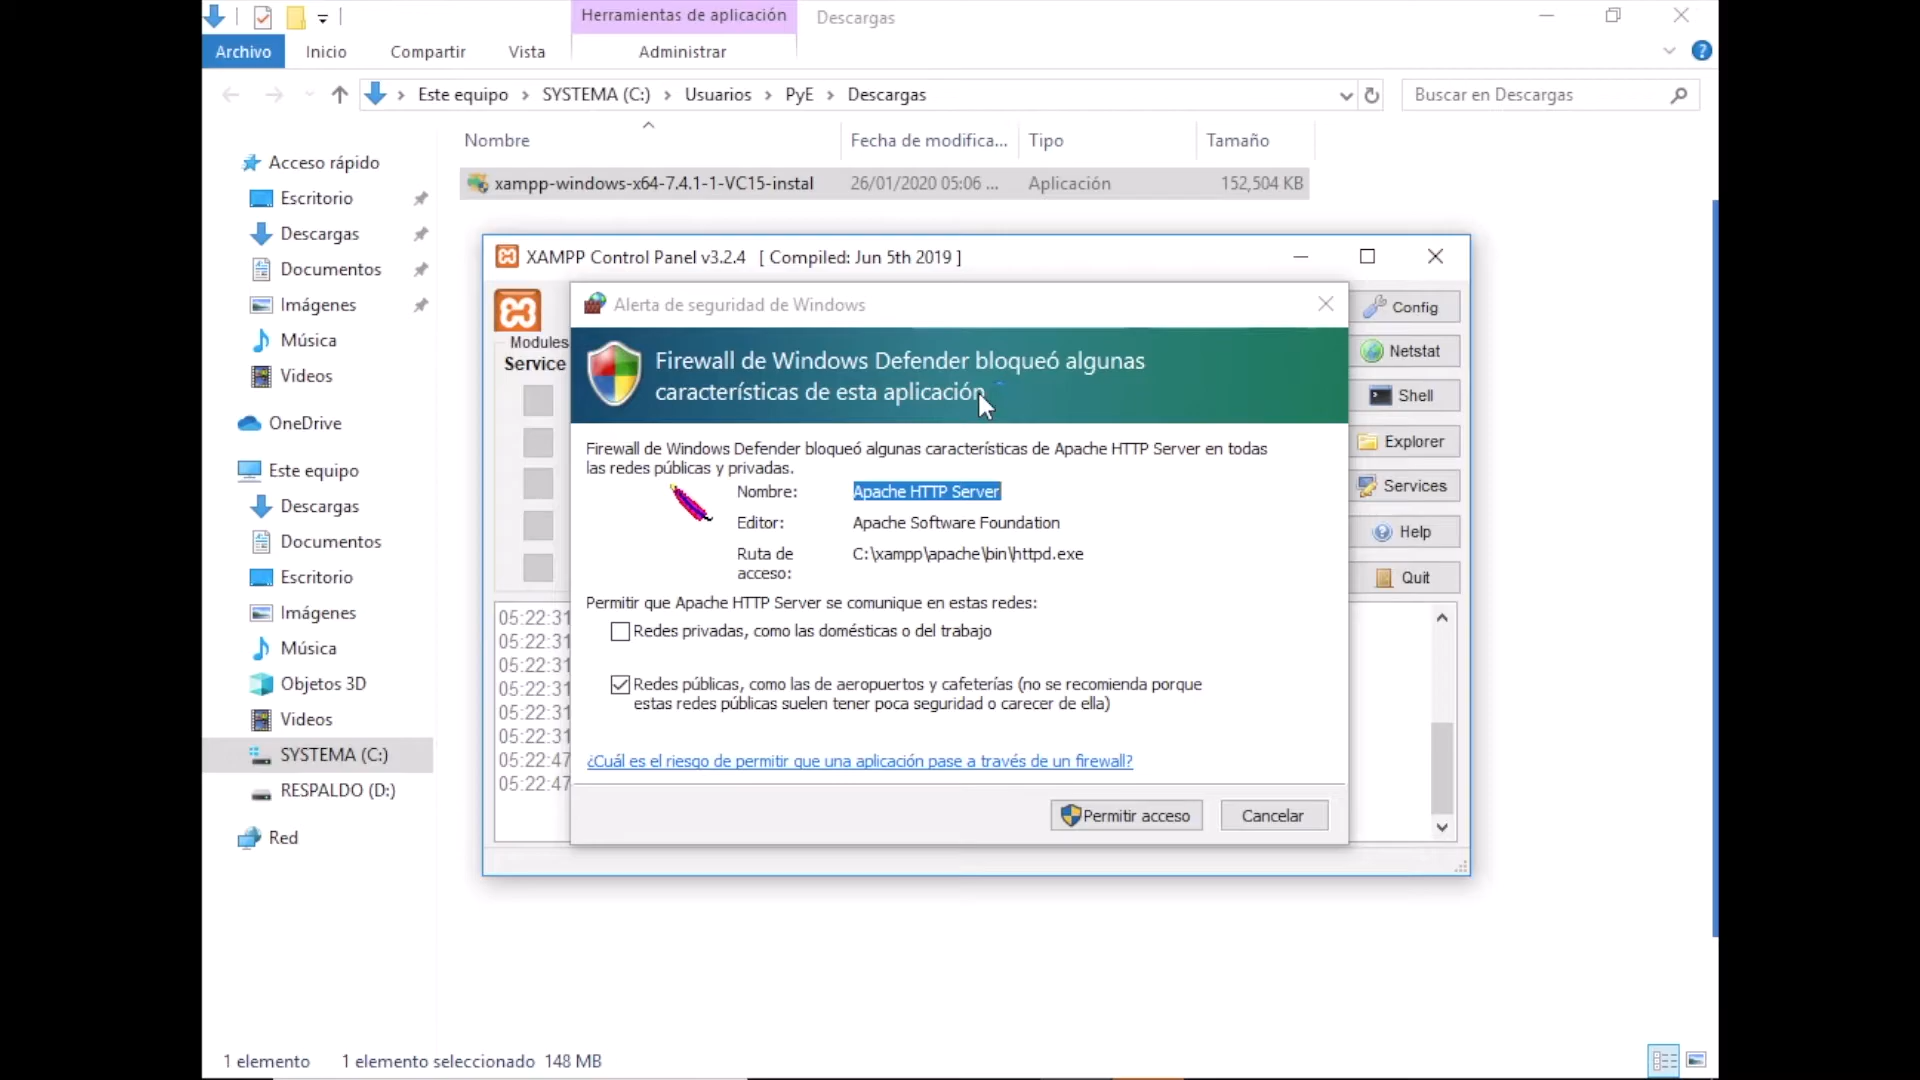 Herramientas de aplicación
Descargas
Archivo
Inicio
Compartir
Vista
Administrar
Este equipo
SYSTEMA (C:)
Usuarios
PyE
Descargas
Buscar en Descargas
Nombre
Fecha de modifica...
Tipo
Tamaño
xampp-windows-x64-7.4.1-1-VC15-instal
26/01/2020 05:06 ...
Aplicación
152,504 KB
Acceso rápido
Escritorio
Descargas
Documentos
Imágenes
Música
Videos
OneDrive
Este equipo
Descargas
Documentos
Escritorio
Imágenes
Música
Objetos 3D
Videos
SYSTEMA (C:)
RESPALDO (D:)
Red
XAMPP Control Panel v3.2.4 [ Compiled: Jun 5th 2019 ]
Modules
Service
Config
Netstat
Shell
Explorer
Services
Help
Quit
05:22:31
05:22:31
05:22:31
05:22:31
05:22:31
05:22:31
05:22:47
05:22:47
Alerta de seguridad de Windows
Firewall de Windows Defender bloqueó algunas
características de esta aplicación
Firewall de Windows Defender bloqueó algunas características de Apache HTTP Server en todas
las redes públicas y privadas.
Nombre: Apache HTTP Server
Editor: Apache Software Foundation
Ruta de C:\xampp\apache\bin\httpd.exe
acceso:
Permitir que Apache HTTP Server se comunique en estas redes:
Redes privadas, como las domésticas o del trabajo
Redes públicas, como las de aeropuertos y cafeterías (no se recomienda porque
estas redes públicas suelen tener poca seguridad o carecer de ella)
¿Cuál es el riesgo de permitir que una aplicación pase a través de un firewall?
Permitir acceso
Cancelar
1 elemento
1 elemento seleccionado 148 MB